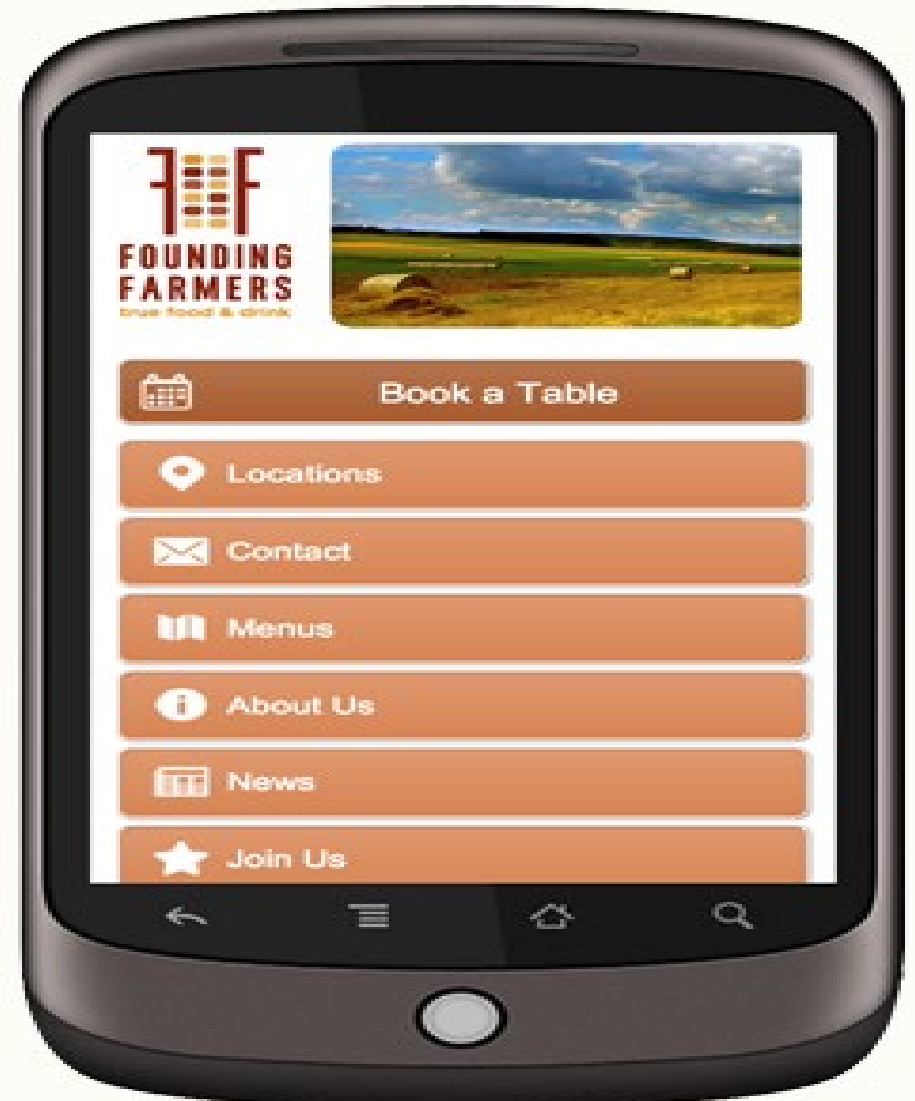 FOUNDING
FARMERS
true food & drink
Book a Table
Locations
Contact
Menus
About Us
News
Join Us